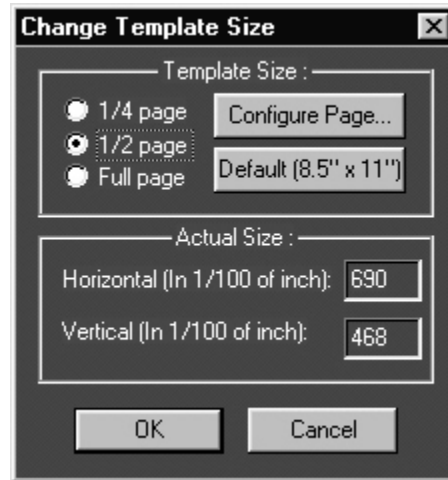 Change Template Size
Template Size :
1/4 page
Configure Page...
1/2 page
Default (8.5" x 11")
Full page
Actual Size :
Horizontal (In 1/100 of inch): 690
Vertical (In 1/100 of inch): 468
OK Cancel